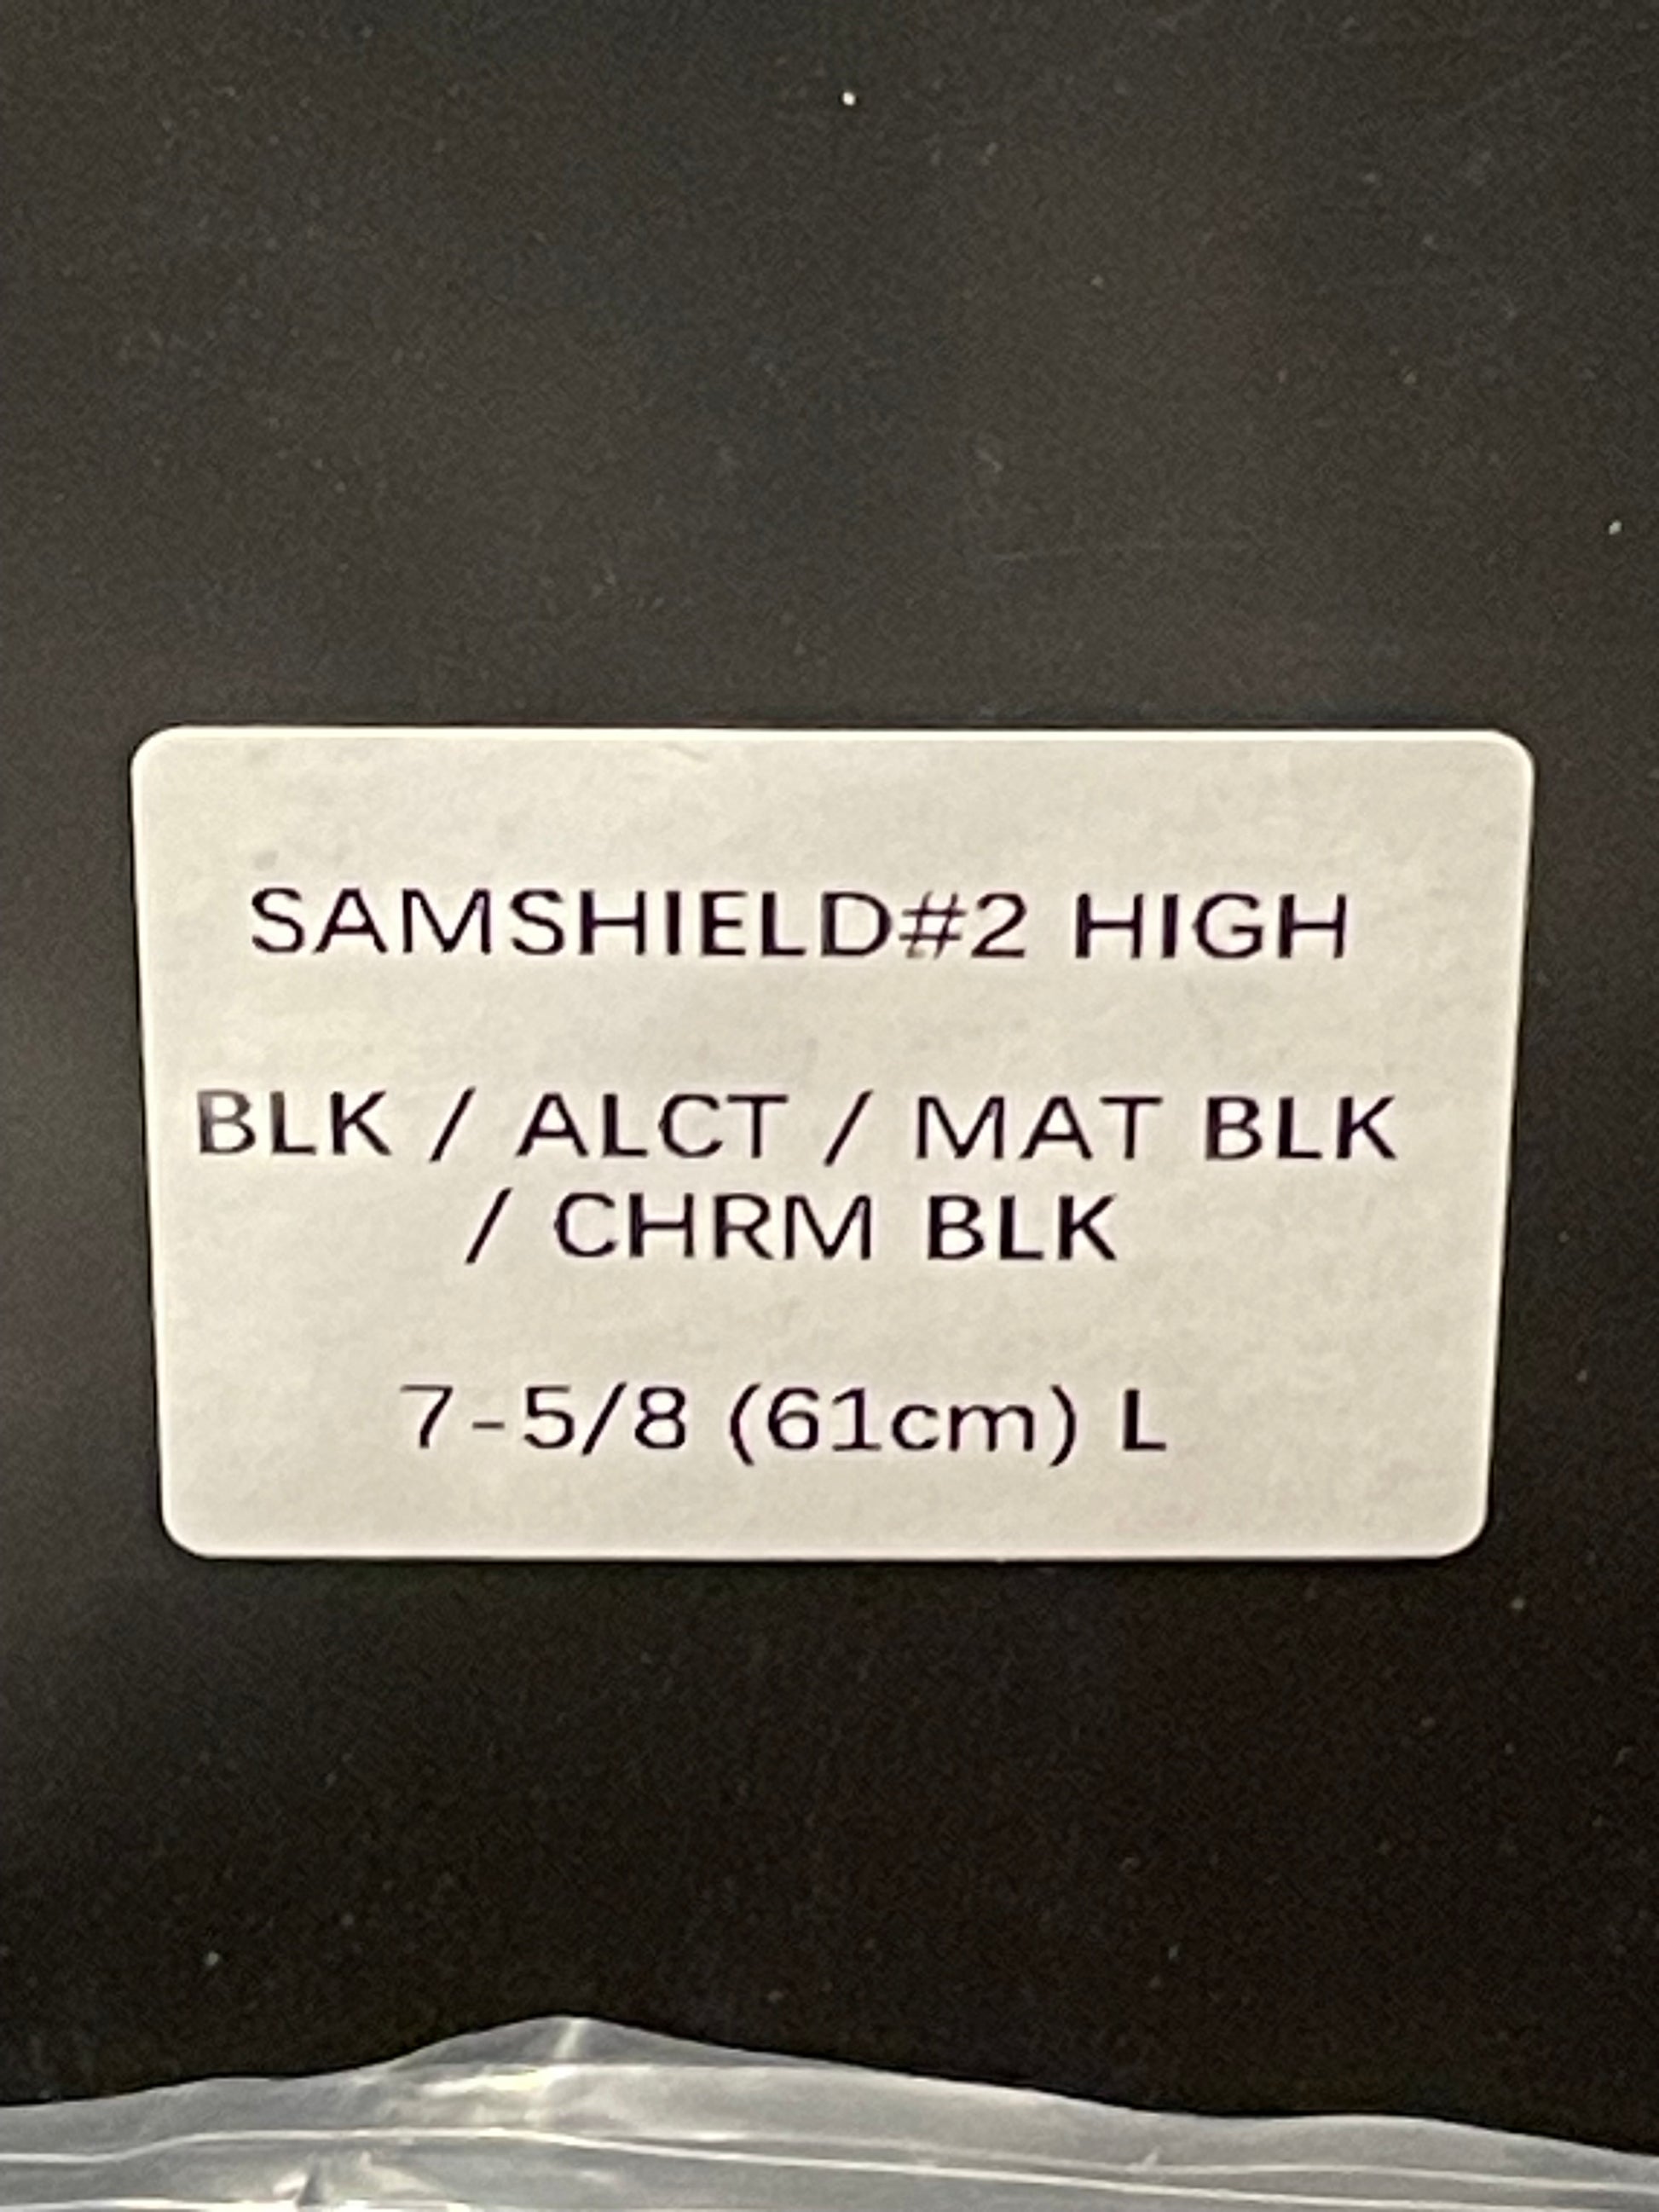 SAMSHIELD#2 HIGH
BLK / ALCT / MAT BLK
/ CHRM BLK
7-5/8 (61cm) L